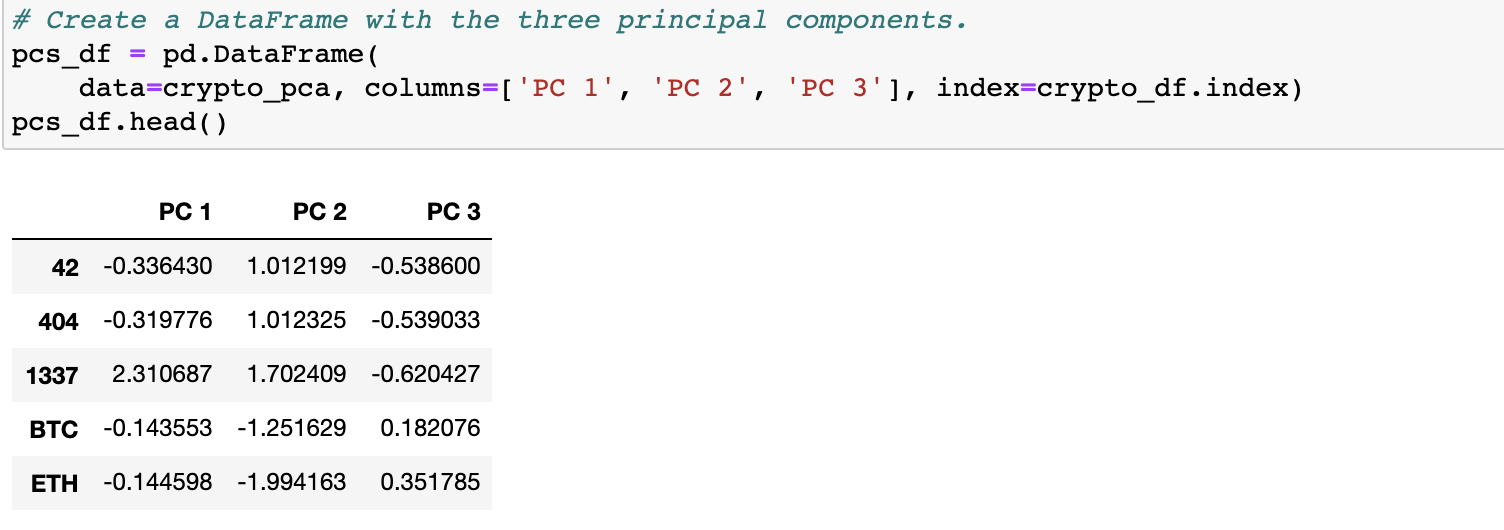 # Create a DataFrame with the three principal components.
pcs_df = pd.DataFrame(
    data=crypto_pca, columns=['PC 1', 'PC 2', 'PC 3'], index=crypto_df.index)
pcs_df.head()
PC 1 PC 2 PC 3
42 -0.336430 1.012199 -0.538600
404 -0.319776 1.012325 -0.539033
1337 2.310687 1.702409 -0.620427
BTC -0.143553 -1.251629 0.182076
ETH -0.144598 -1.994163 0.351785